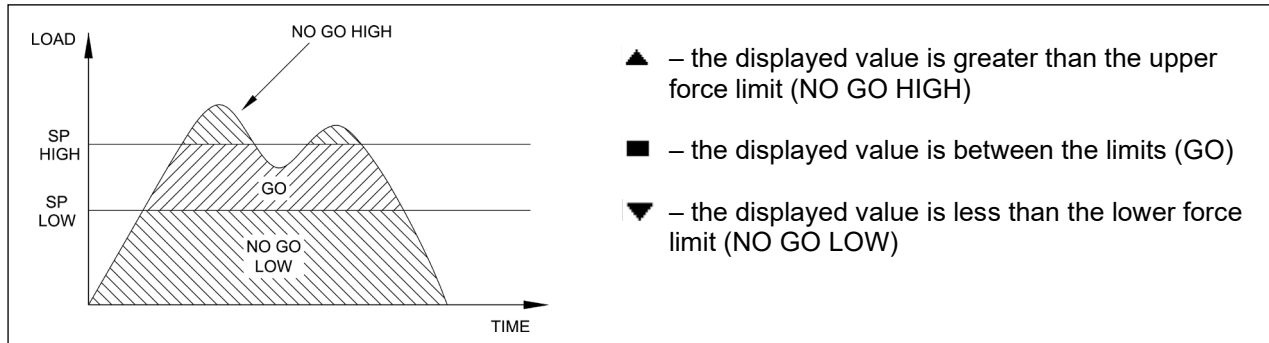 LOAD
NO GO HIGH
SP
HIGH
GO
SP
LOW
NO GO
LOW
TIME
▲ – the displayed value is greater than the upper
force limit (NO GO HIGH)
■ – the displayed value is between the limits (GO)
▼ – the displayed value is less than the lower force
limit (NO GO LOW)